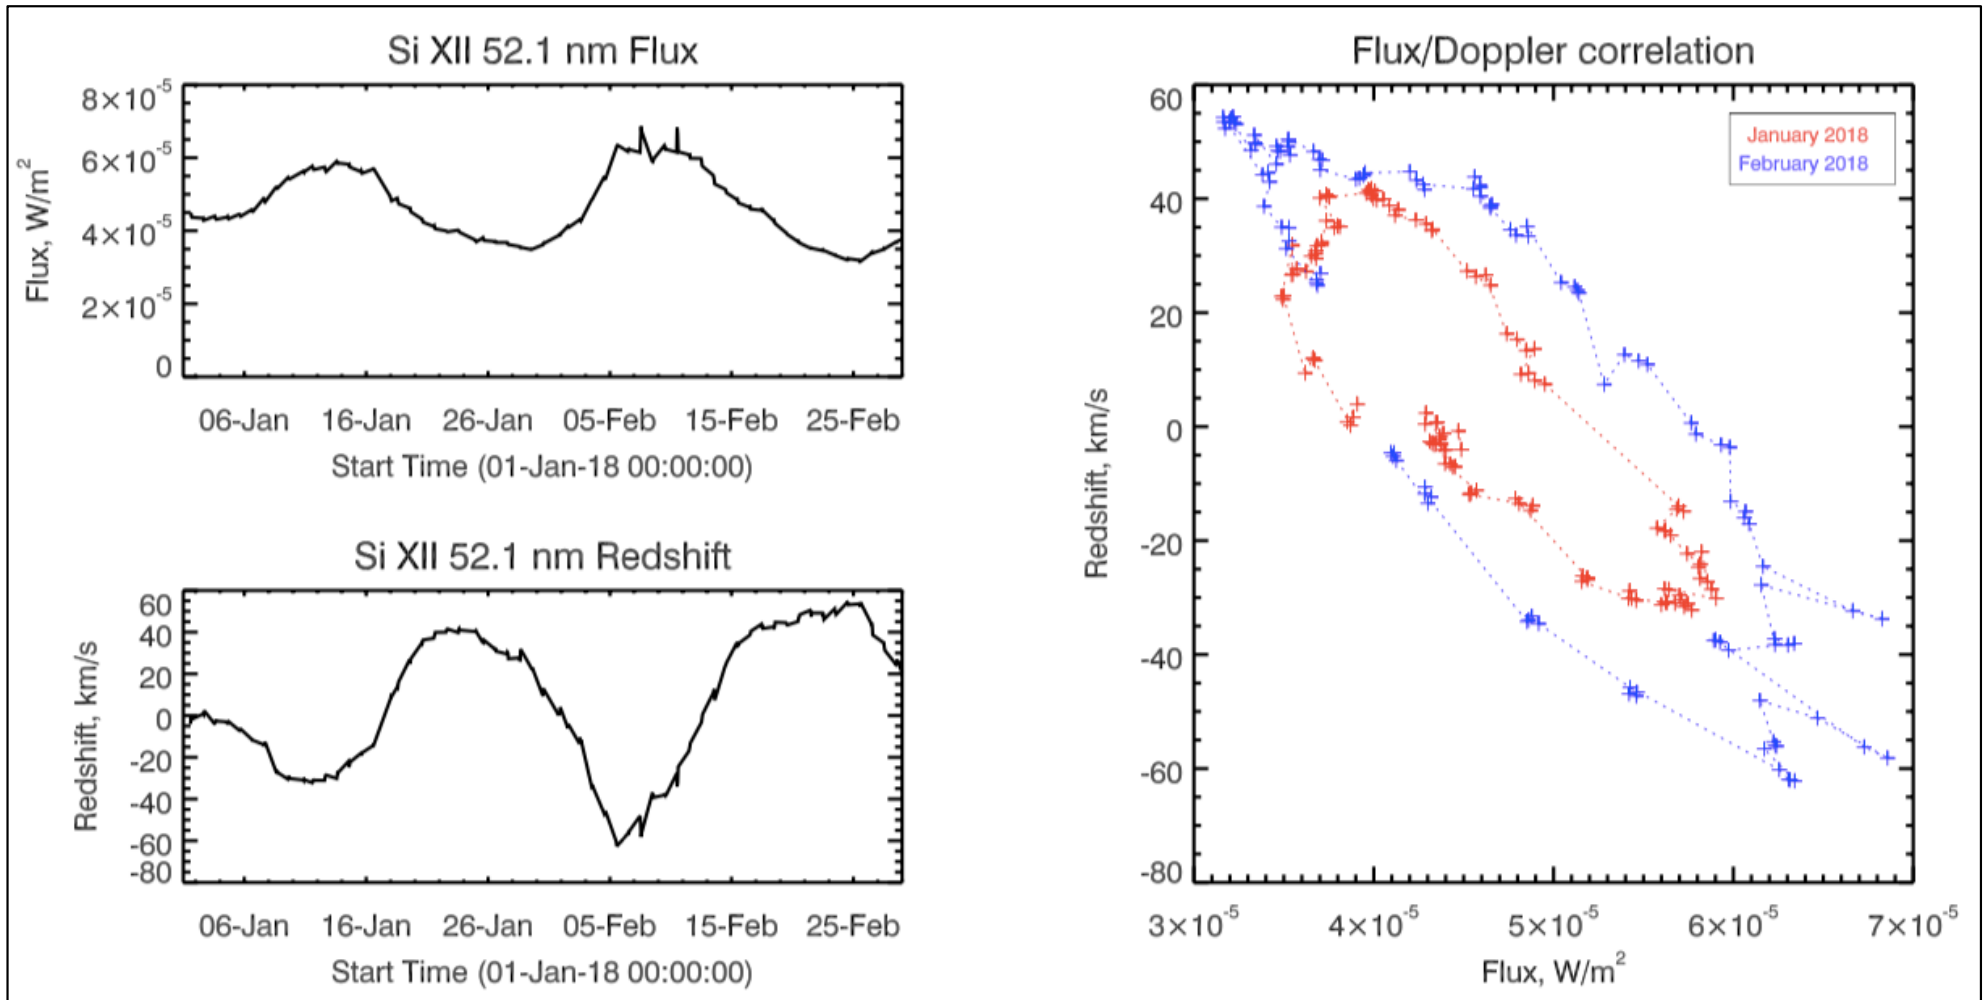 Si XII 52.1 nm Flux
8×10⁻⁵
6×10⁻⁵
4×10⁻⁵
2×10⁻⁵
0
Flux, W/m²
06-Jan 16-Jan 26-Jan 05-Feb 15-Feb 25-Feb
Start Time (01-Jan-18 00:00:00)
Si XII 52.1 nm Redshift
60
40
20
0
-20
-40
-60
-80
Redshift, km/s
06-Jan 16-Jan 26-Jan 05-Feb 15-Feb 25-Feb
Start Time (01-Jan-18 00:00:00)
Flux/Doppler correlation
January 2018
February 2018
60
40
20
0
-20
-40
-60
-80
Redshift, km/s
3×10⁻⁵ 4×10⁻⁵ 5×10⁻⁵ 6×10⁻⁵ 7×10⁻⁵
Flux, W/m²